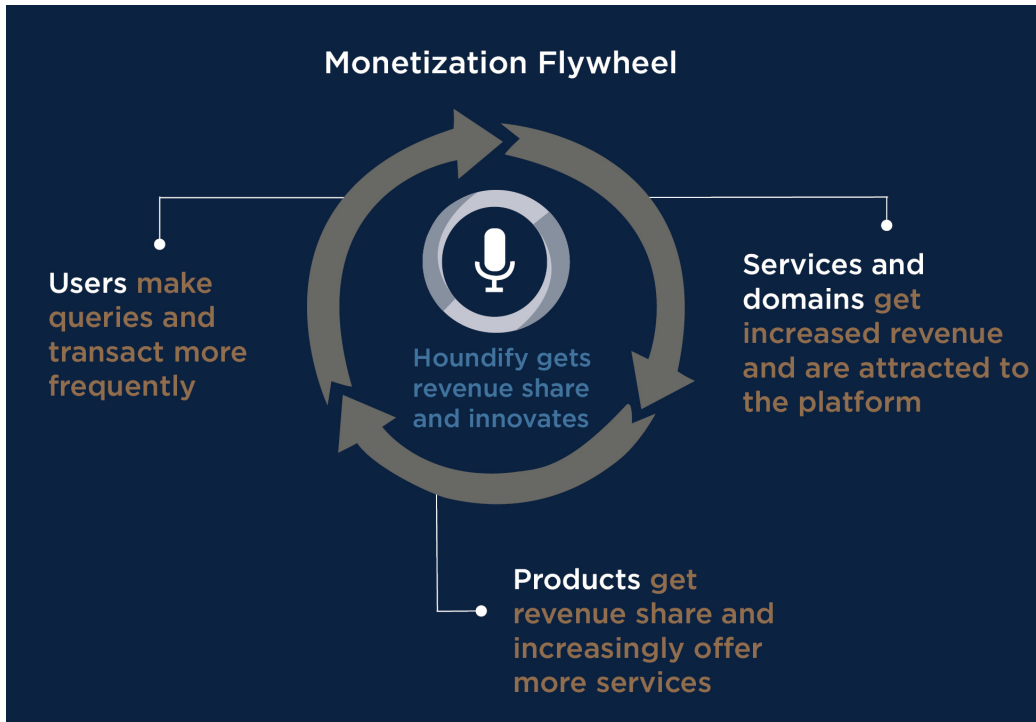 Monetization Flywheel
Users make
queries and
transact more
frequently
Houndify gets
revenue share
and innovates
Services and
domains get
increased revenue
and are attracted to
the platform
Products get
revenue share and
increasingly offer
more services